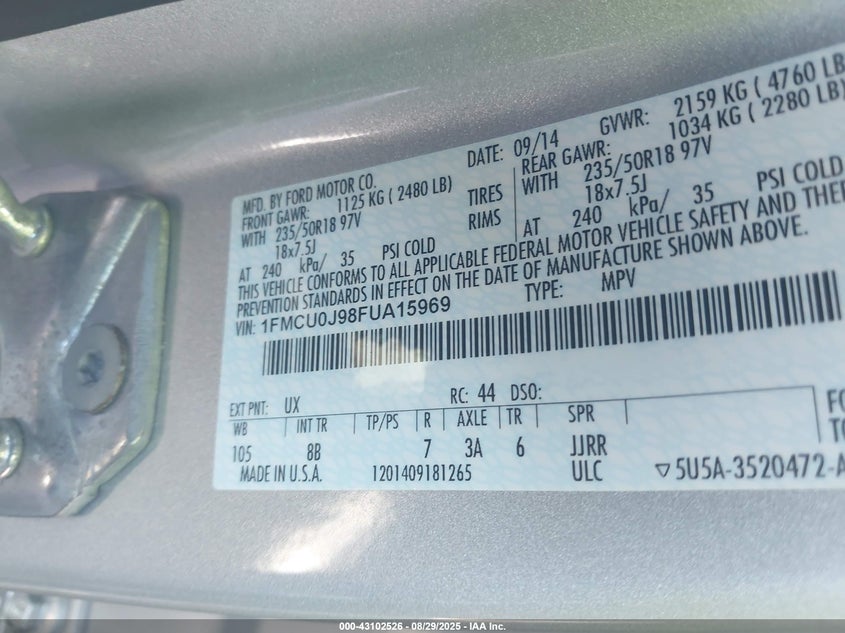 MFD. BY FORD MOTOR CO. DATE: 09/14 GVWR: 2159 KG ( 4760 LB
FRONT GAWR: 1125 KG ( 2480 LB) REAR GAWR: 1034 KG ( 2280 LB)
WITH 235/50R18 97V TIRES WITH 235/50R18 97V
18x7.5J RIMS 18x7.5J
AT 240 kPa/ 35 PSI COLD AT 240 kPa/ 35 PSI COLD
THIS VEHICLE CONFORMS TO ALL APPLICABLE FEDERAL MOTOR VEHICLE SAFETY AND THEF
PREVENTION STANDARDS IN EFFECT ON THE DATE OF MANUFACTURE SHOWN ABOVE.
VIN: 1FMCU0J98FUA15969 TYPE: MPV
EXT PNT: UX RC: 44 DSO:
WB INT TR TP/PS R AXLE TR SPR
105 8B 7 3A 6 JJRR
MADE IN U.S.A. 1201409181265 ULC ▽5U5A-3520472-A
FO
TO
000-43102526 - 08/29/2025 - IAA Inc.